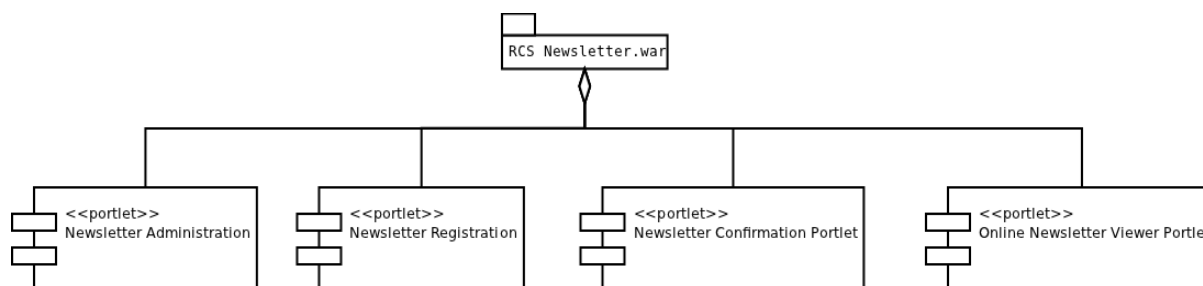 RCS Newsletter.war
<<portlet>>
Newsletter Administration
<<portlet>>
Newsletter Registration
<<portlet>>
Newsletter Confirmation Portlet
<<portlet>>
Online Newsletter Viewer Portle